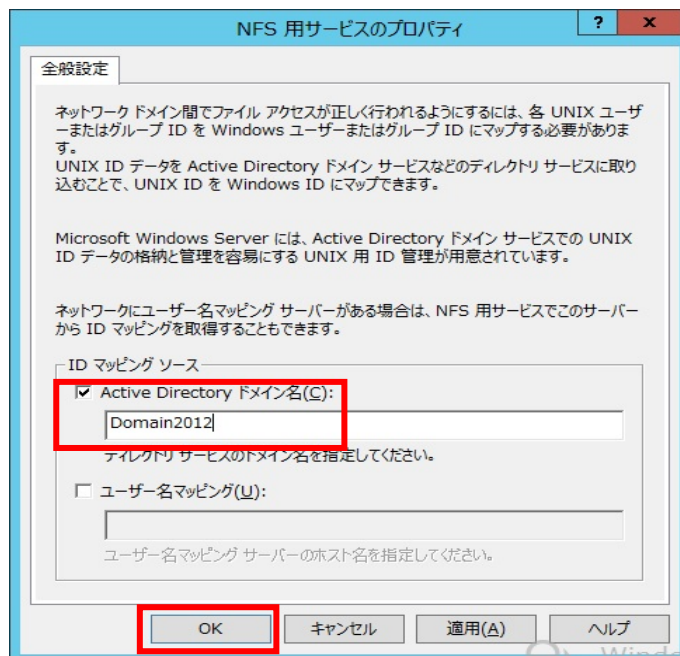 NFS 用サービスのプロパティ
?
x
全般設定
ネットワーク ドメイン間でファイル アクセスが正しく行われるようにするには、各 UNIX ユーザ
ーまたはグループ ID を Windows ユーザーまたはグループ ID にマップする必要がありま
す。
UNIX ID データを Active Directory ドメイン サービスなどのディレクトリ サービスに取り
込むことで、UNIX ID を Windows ID にマップできます。
Microsoft Windows Server には、Active Directory ドメイン サービスでの UNIX
ID データの格納と管理を容易にする UNIX 用 ID 管理が用意されています。
ネットワークにユーザー名マッピング サーバーがある場合は、NFS 用サービスでこのサーバー
から ID マッピングを取得することもできます。
ID マッピング ソース
Active Directory ドメイン名(C):
Domain2012
ディレクトリ サービスのドメイン名を指定してください。
ユーザー名マッピング(U):
ユーザー名マッピング サーバーのホスト名を指定してください。
OK キャンセル 適用(A) ヘルプ